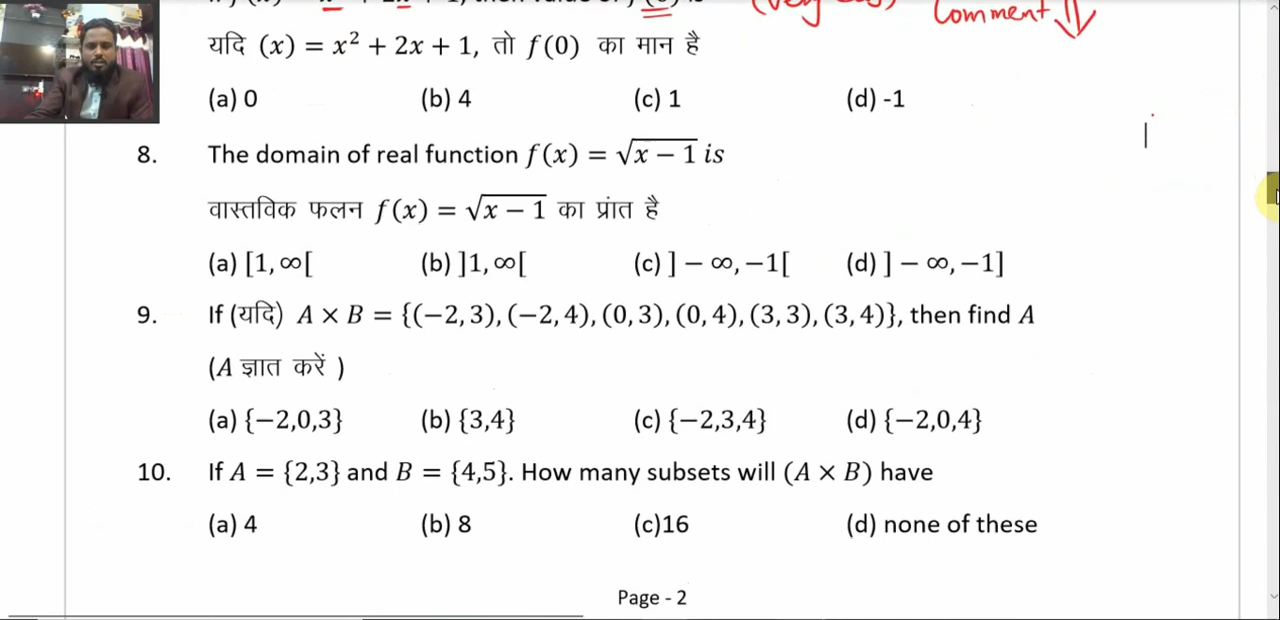 यदि (x) = x² + 2x + 1, तो f(0) का मान है
(a) 0 (b) 4 (c) 1 (d) -1
Comment
8. The domain of real function f(x) = √x − 1 is
वास्तविक फलन f(x) = √x − 1 का प्रांत है
(a) [1, ∞[ (b) ]1, ∞[ (c) ] − ∞, −1[ (d) ] − ∞, −1]
9. If (यदि) A × B = {(−2, 3), (−2, 4), (0, 3), (0, 4), (3, 3), (3, 4)}, then find A
(A ज्ञात करें )
(a) {−2,0,3} (b) {3,4} (c) {−2,3,4} (d) {−2,0,4}
10. If A = {2,3} and B = {4,5}. How many subsets will (A × B) have
(a) 4 (b) 8 (c)16 (d) none of these
Page - 2